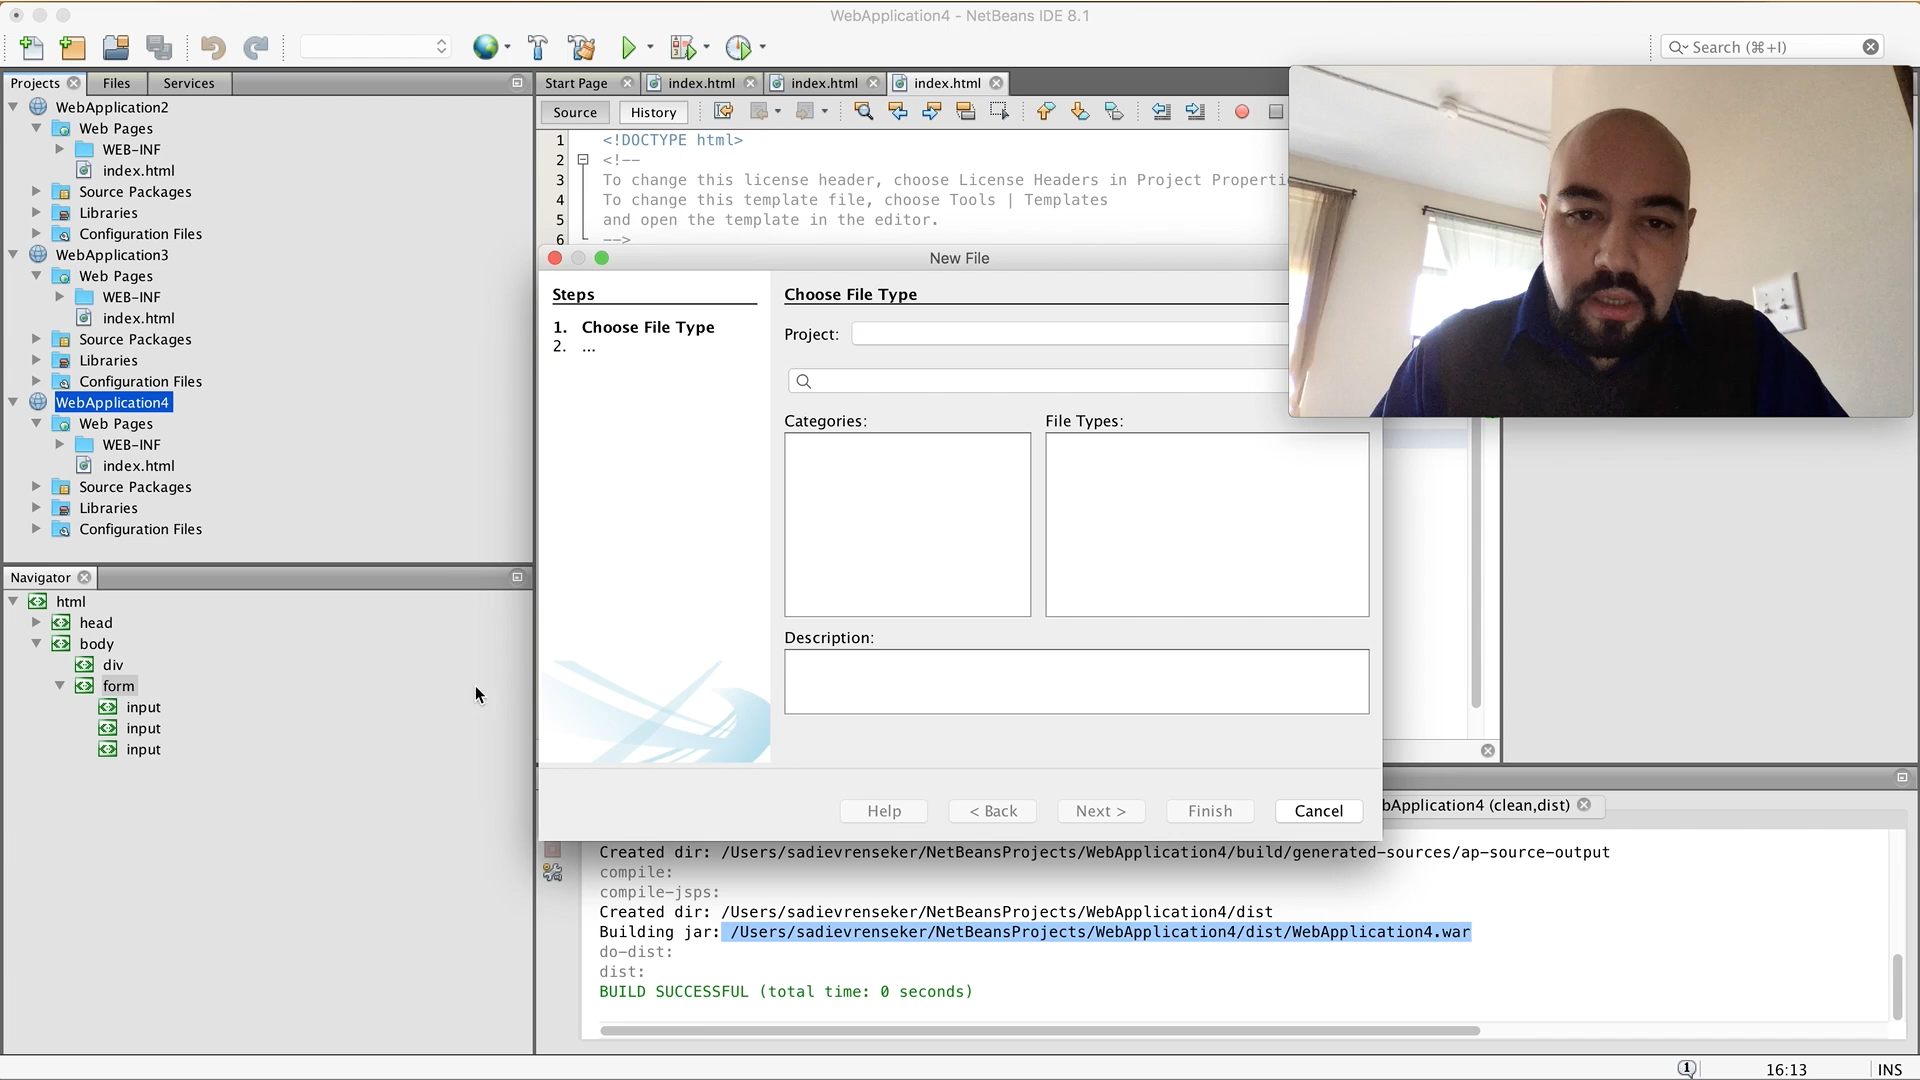 WebApplication4 - NetBeans IDE 8.1
Search (⌘+I)
Projects
Files
Services
WebApplication2
Web Pages
WEB-INF
index.html
Source Packages
Libraries
Configuration Files
WebApplication3
Web Pages
WEB-INF
index.html
Source Packages
Libraries
Configuration Files
WebApplication4
Web Pages
WEB-INF
index.html
Source Packages
Libraries
Configuration Files
Navigator
html
head
body
div
form
input
input
input
Start Page
index.html
index.html
index.html
Source
History
1 <!DOCTYPE html>
2 <!--
3 To change this license header, choose License Headers in Project Properti
4 To change this template file, choose Tools | Templates
5 and open the template in the editor.
6 -->
New File
Steps
1. Choose File Type
2. ...
Choose File Type
Project:
Categories:
File Types:
Description:
Help
< Back
Next >
Finish
Cancel
bApplication4 (clean,dist)
Created dir: /Users/sadievrenseker/NetBeansProjects/WebApplication4/build/generated-sources/ap-source-output
compile:
compile-jsps:
Created dir: /Users/sadievrenseker/NetBeansProjects/WebApplication4/dist
Building jar: /Users/sadievrenseker/NetBeansProjects/WebApplication4/dist/WebApplication4.war
do-dist:
dist:
BUILD SUCCESSFUL (total time: 0 seconds)
1
16:13
INS